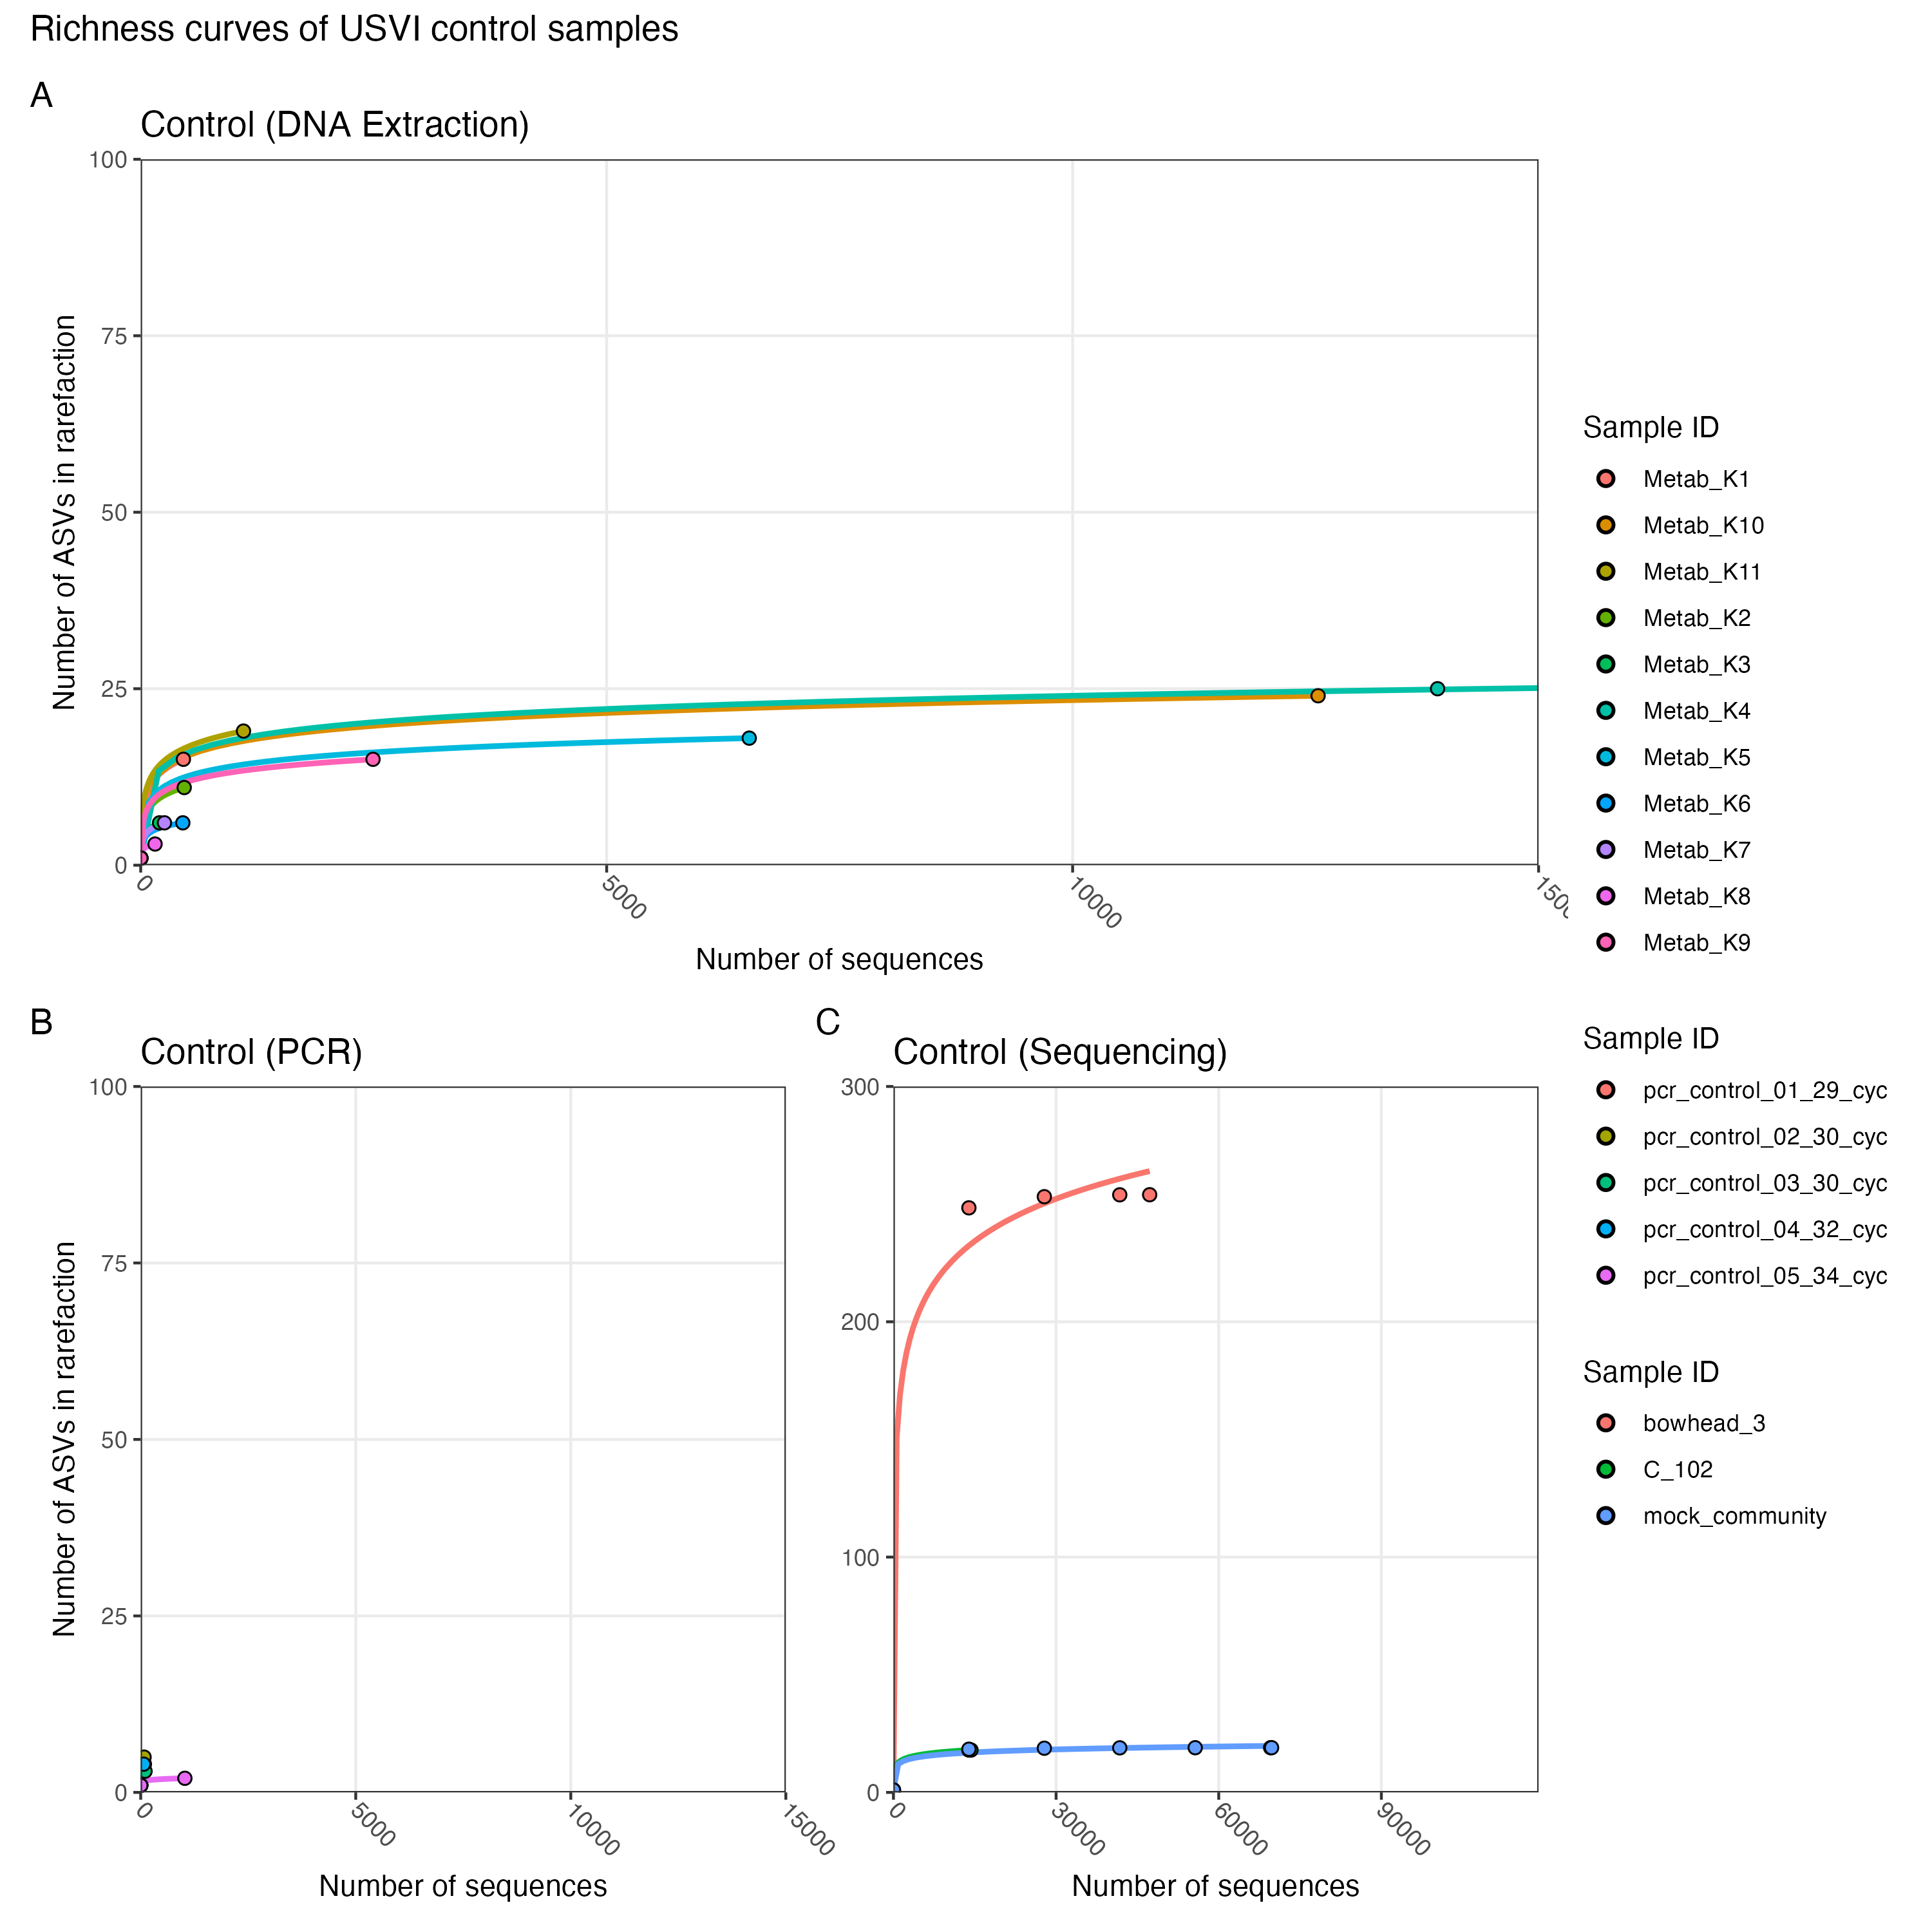 Richness curves of USVI control samples
A
Control (DNA Extraction)
Number of ASVs in rarefaction
100
75
50
25
0
0
5000
10000
Number of sequences
Sample ID
Metab_K1
Metab_K10
Metab_K11
Metab_K2
Metab_K3
Metab_K4
Metab_K5
Metab_K6
Metab_K7
Metab_K8
Metab_K9
B
Control (PCR)
Number of ASVs in rarefaction
100
75
50
25
0
0
5000
10000
15000
Number of sequences
C
Control (Sequencing)
300
200
100
0
0
30000
60000
90000
Number of sequences
Sample ID
pcr_control_01_29_cyc
pcr_control_02_30_cyc
pcr_control_03_30_cyc
pcr_control_04_32_cyc
pcr_control_05_34_cyc
Sample ID
bowhead_3
C_102
mock_community